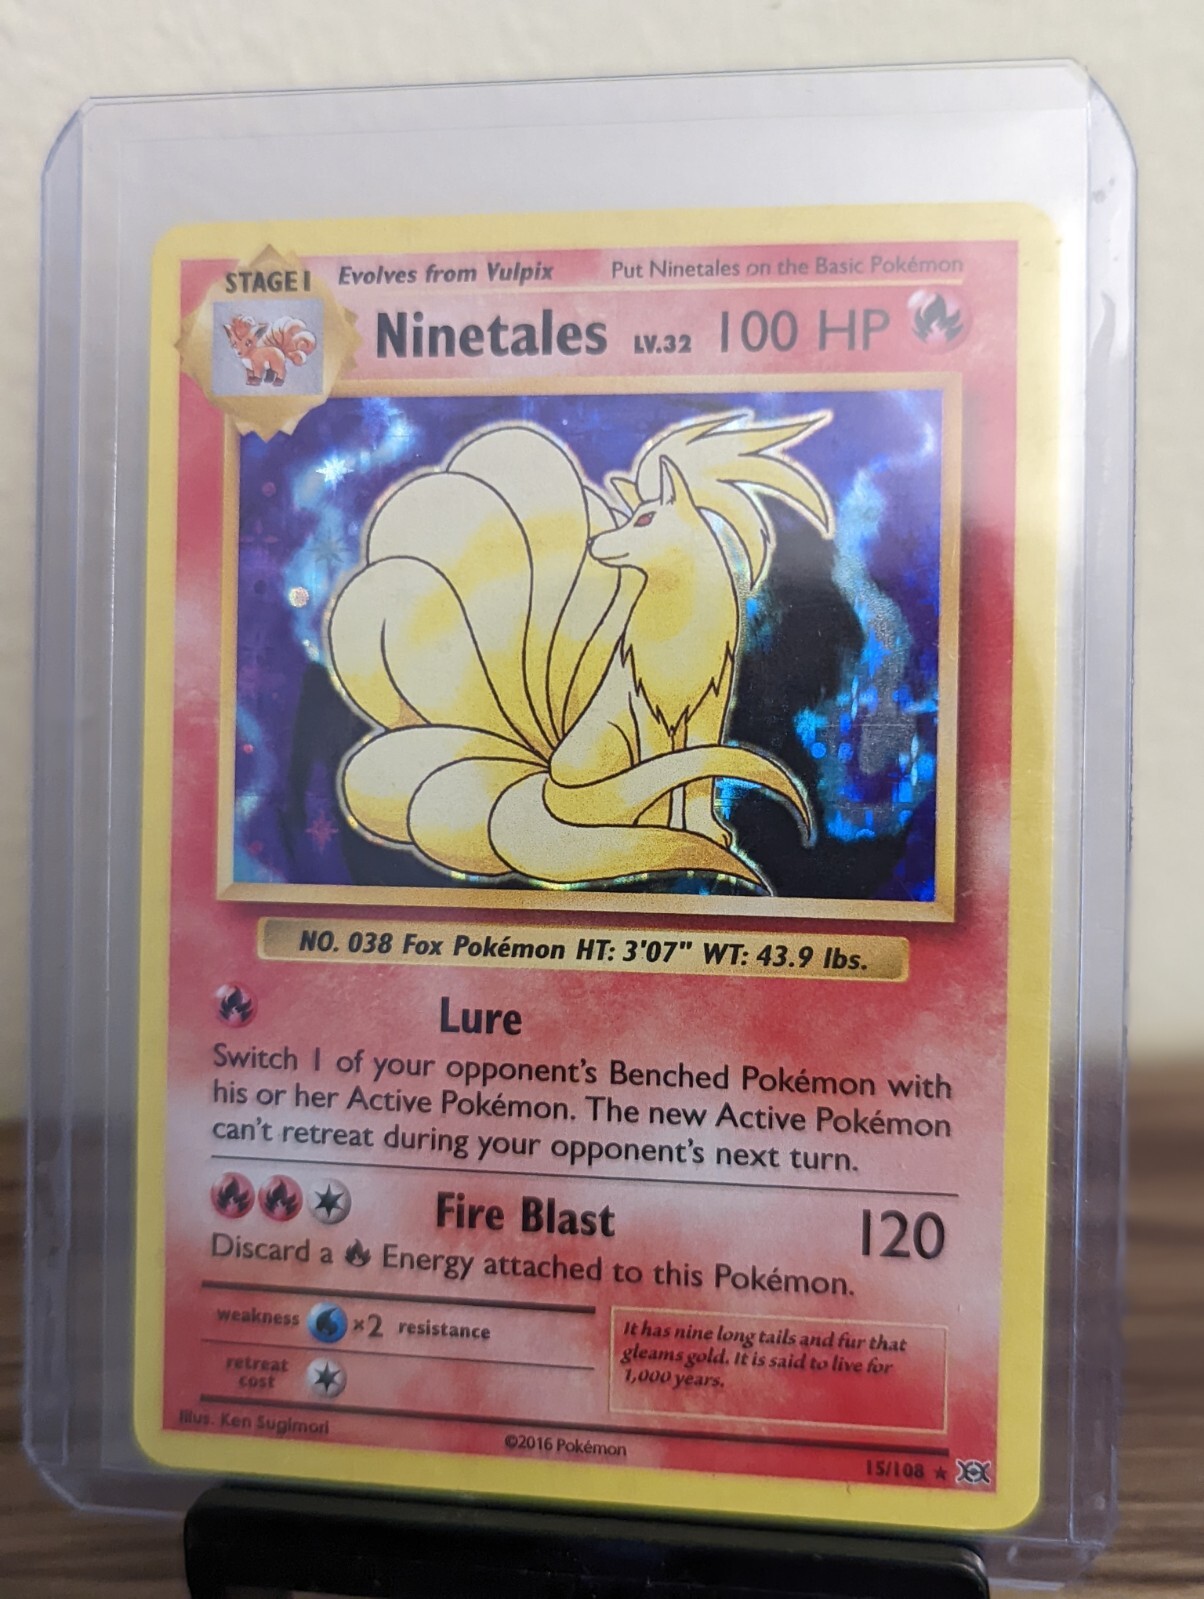 STAGE 1 Evolves from Vulpix Put Ninetales on the Basic Pokémon
Ninetales LV.32 100 HP
NO. 038 Fox Pokémon HT: 3'07" WT: 43.9 lbs.
Lure
Switch 1 of your opponent's Benched Pokémon with
his or her Active Pokémon. The new Active Pokémon
can't retreat during your opponent's next turn.
Fire Blast 120
Discard a Energy attached to this Pokémon.
weakness ×2 resistance
retreat
cost
It has nine long tails and fur that
gleams gold. It is said to live for
1,000 years.
Illus. Ken Sugimori
©2016 Pokémon
15/108 ★